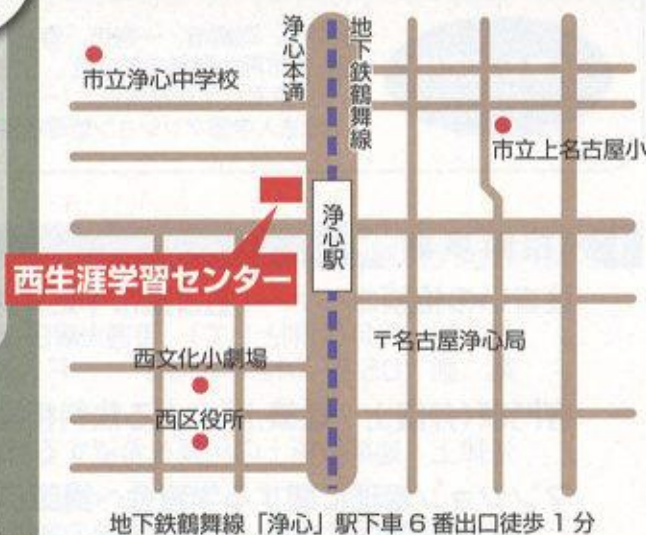 浄心本通
地下鉄鶴舞線
市立浄心中学校
市立上名古屋小
浄心駅
西生涯学習センター
〒名古屋浄心局
西文化小劇場
西区役所
地下鉄鶴舞線「浄心」駅下車6番出口徒歩1分